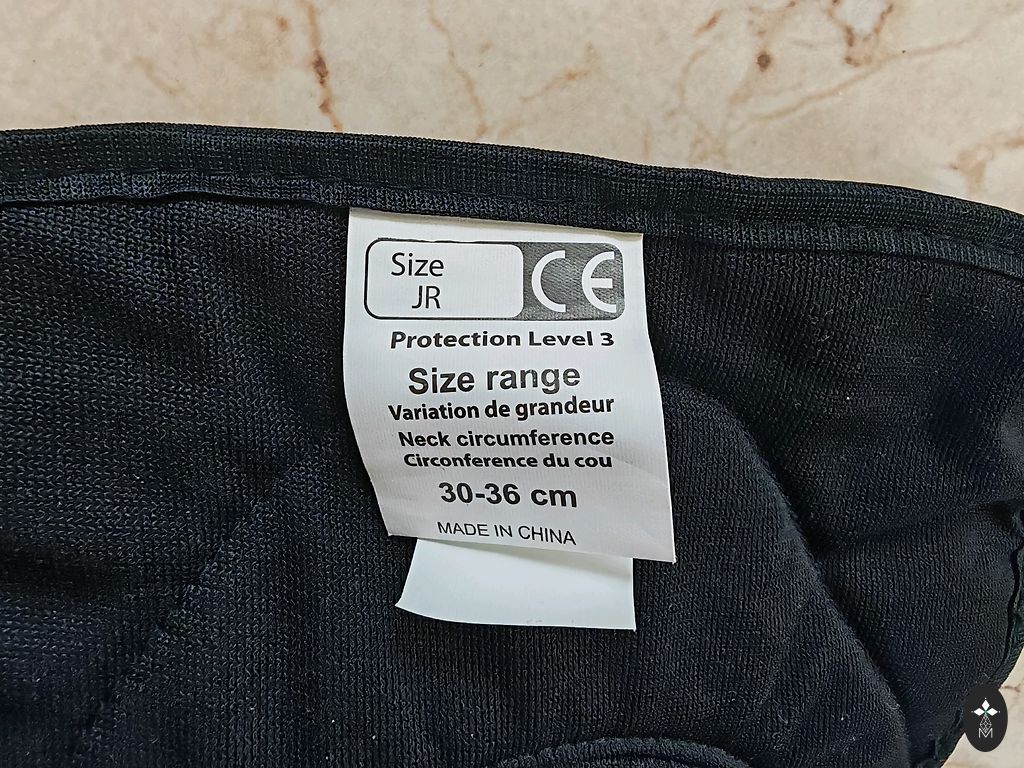 Size
JR
CE
Protection Level 3
Size range
Variation de grandeur
Neck circumference
Circonference du cou
30-36 cm
MADE IN CHINA
M